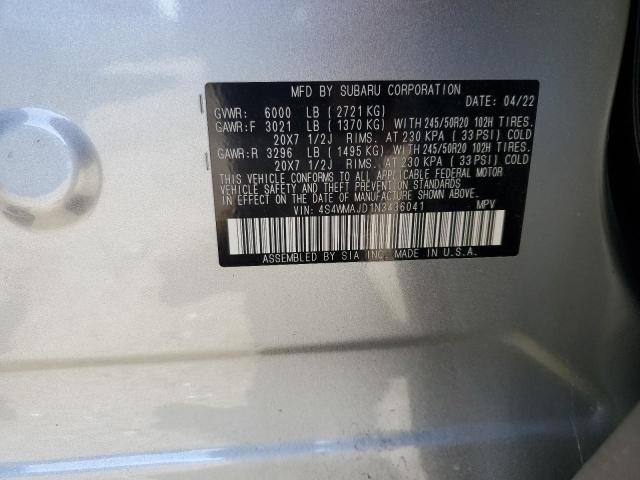 MFD BY SUBARU CORPORATION
DATE: 04/22
GVWR: 6000 LB (2721 KG)
GAWR:F 3021 LB (1370 KG) WITH 245/50R20 102H TIRES.
20X7 1/2J RIMS. AT 230 KPA (33 PSI) COLD
GAWR:R 3296 LB (1495 KG) WITH 245/50R20 102H TIRES.
20X7 1/2J RIMS. AT 230 KPA (33 PSI) COLD
THIS VEHICLE CONFORMS TO ALL APPLICABLE FEDERAL MOTOR
VEHICLE SAFETY AND THEFT PREVENTION STANDARDS
IN EFFECT ON THE DATE OF MANUFACTURE SHOWN ABOVE.
VIN: 4S4WMAJD1N3436041 MPV
ASSEMBLED BY SIA INC. MADE IN U.S.A.